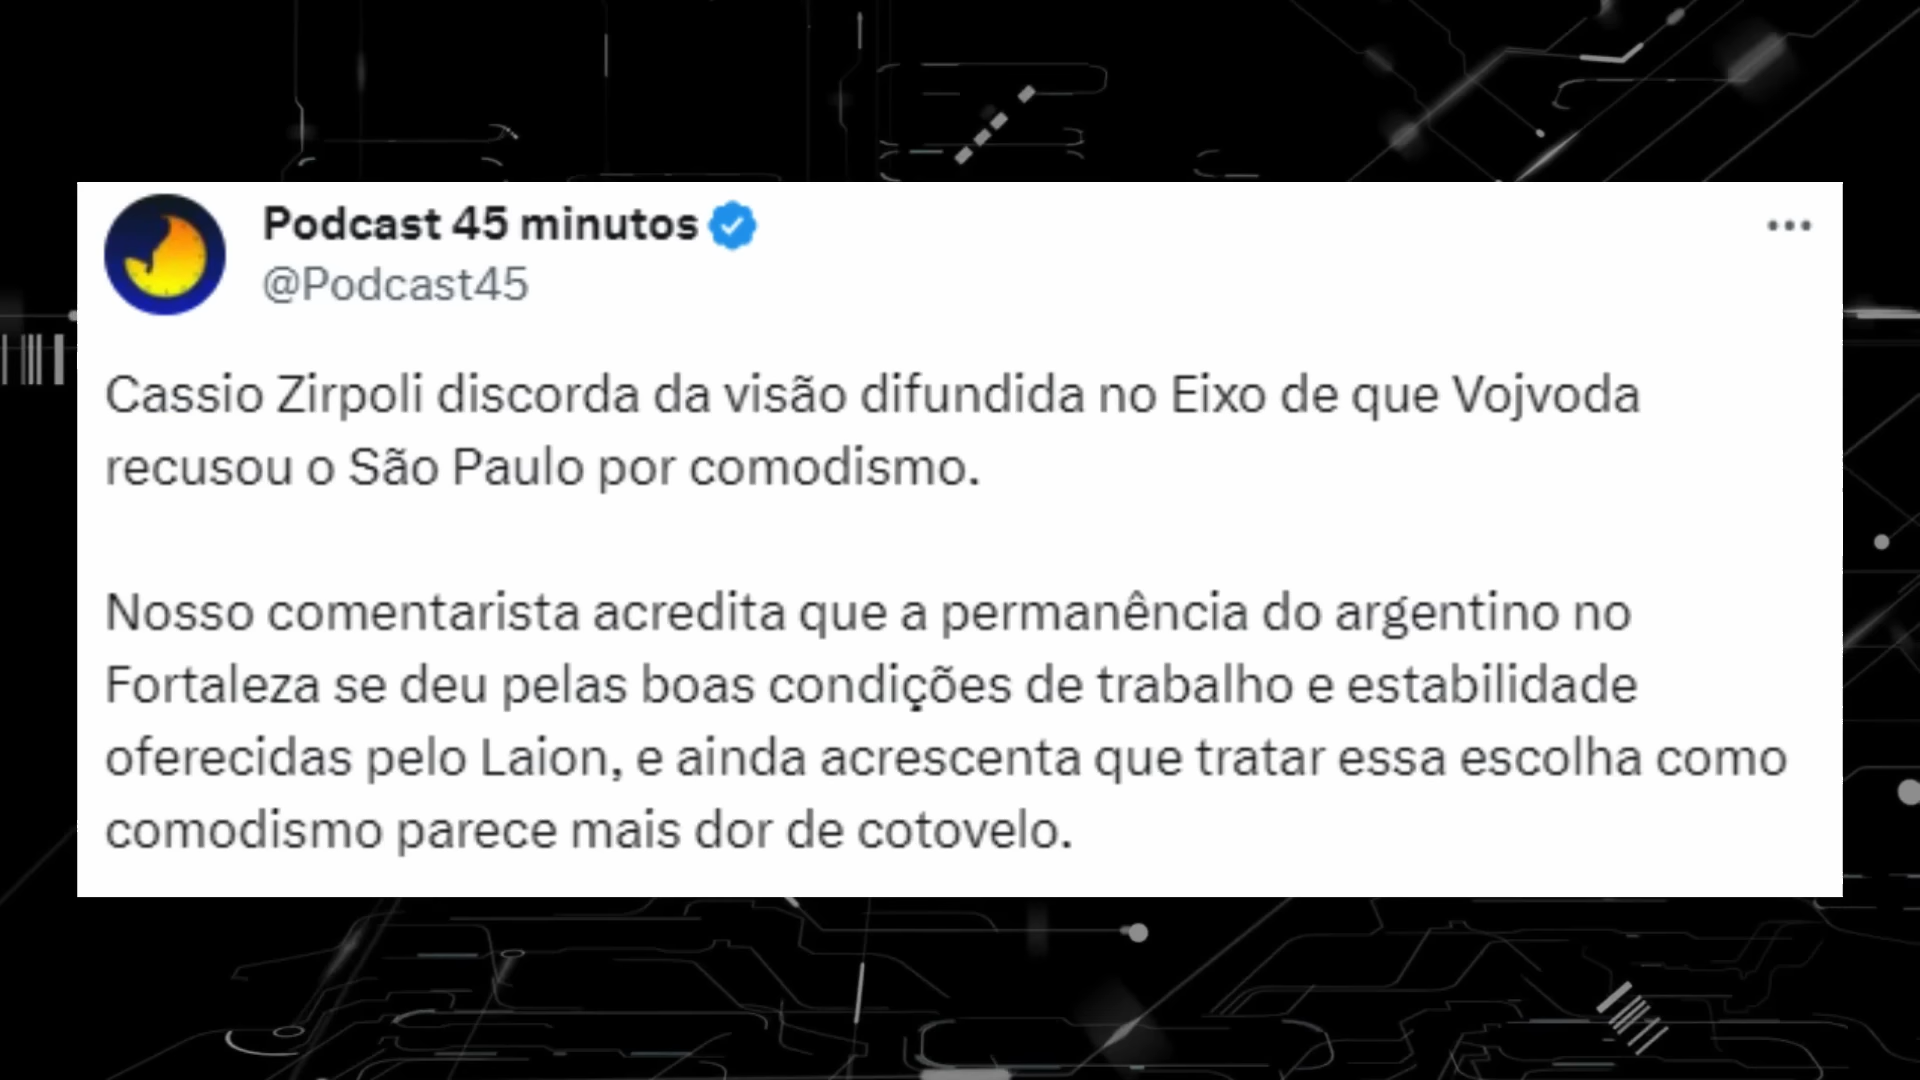 Podcast 45 minutos
@Podcast45
Cassio Zirpoli discorda da visão difundida no Eixo de que Vojvoda
recusou o São Paulo por comodismo.
Nosso comentarista acredita que a permanência do argentino no
Fortaleza se deu pelas boas condições de trabalho e estabilidade
oferecidas pelo Laion, e ainda acrescenta que tratar essa escolha como
comodismo parece mais dor de cotovelo.